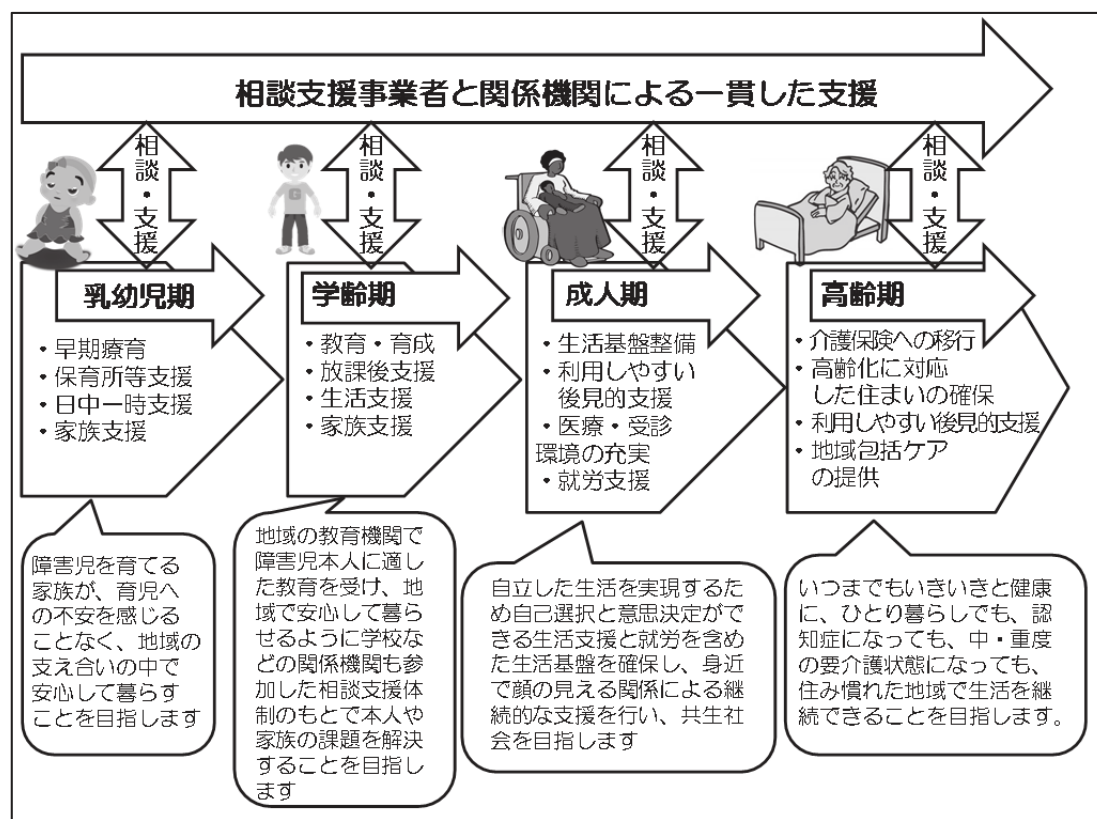 相談支援事業者と関係機関による一貫した支援
相談・支援
相談・支援
相談・支援
相談・支援
乳幼児期
・早期療育
・保育所等支援
・日中一時支援
・家族支援
学齢期
・教育・育成
・放課後支援
・生活支援
・家族支援
成人期
・生活基盤整備
・利用しやすい
後見的支援
・医療・受診
環境の充実
・就労支援
高齢期
・介護保険への移行
・高齢化に対応
した住まいの確保
・利用しやすい後見的支援
・地域包括ケア
の提供
障害児を育てる
家族が、育児へ
の不安を感じる
ことなく、地域の
支え合いの中で
安心して暮らす
ことを目指します
地域の教育機関で
障害児本人に適し
た教育を受け、地
域で安心して暮ら
せるように学校な
どの関係機関も参
加した相談支援体
制のもとで本人や
家族の課題を解決
することを目指し
ます
自立した生活を実現するた
め自己選択と意思決定がで
きる生活支援と就労を含め
た生活基盤を確保し、身近
で顔の見える関係による継
続的な支援を行い、共生社
会を目指します
いつまでもいきいきと健康
に、ひとり暮らしでも、認
知症になっても、中・重度
の要介護状態になっても、
住み慣れた地域で生活を継
続できることを目指します。